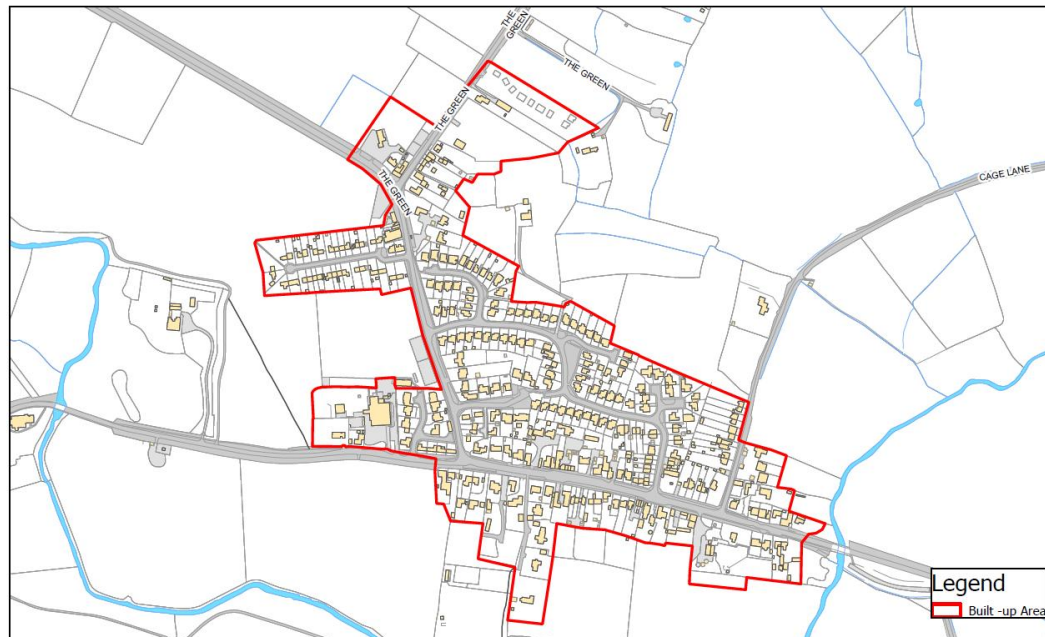 THE
GREEN
THE GREEN
THE GREEN
THE GREEN
CAGE LANE
Legend
Built -up Area